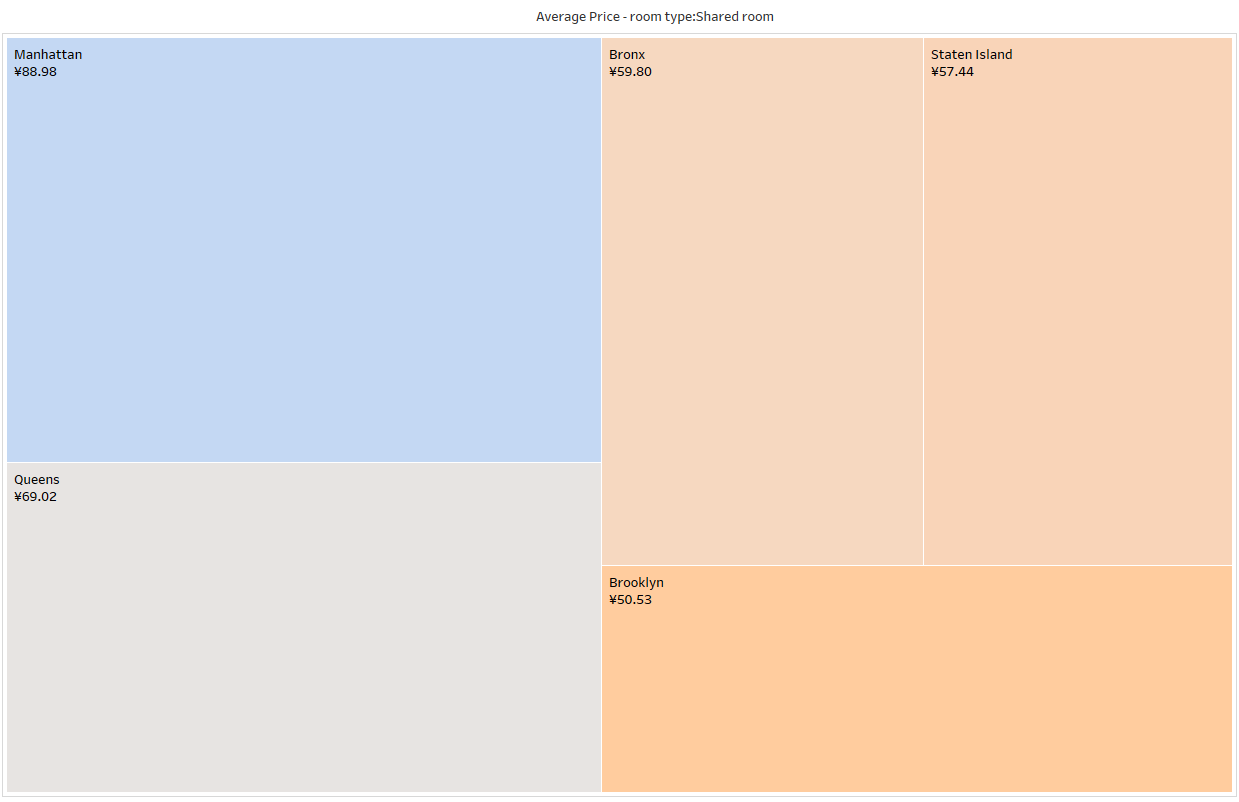 Average Price - room type:Shared room
Manhattan
¥88.98
Bronx
¥59.80
Staten Island
¥57.44
Queens
¥69.02
Brooklyn
¥50.53